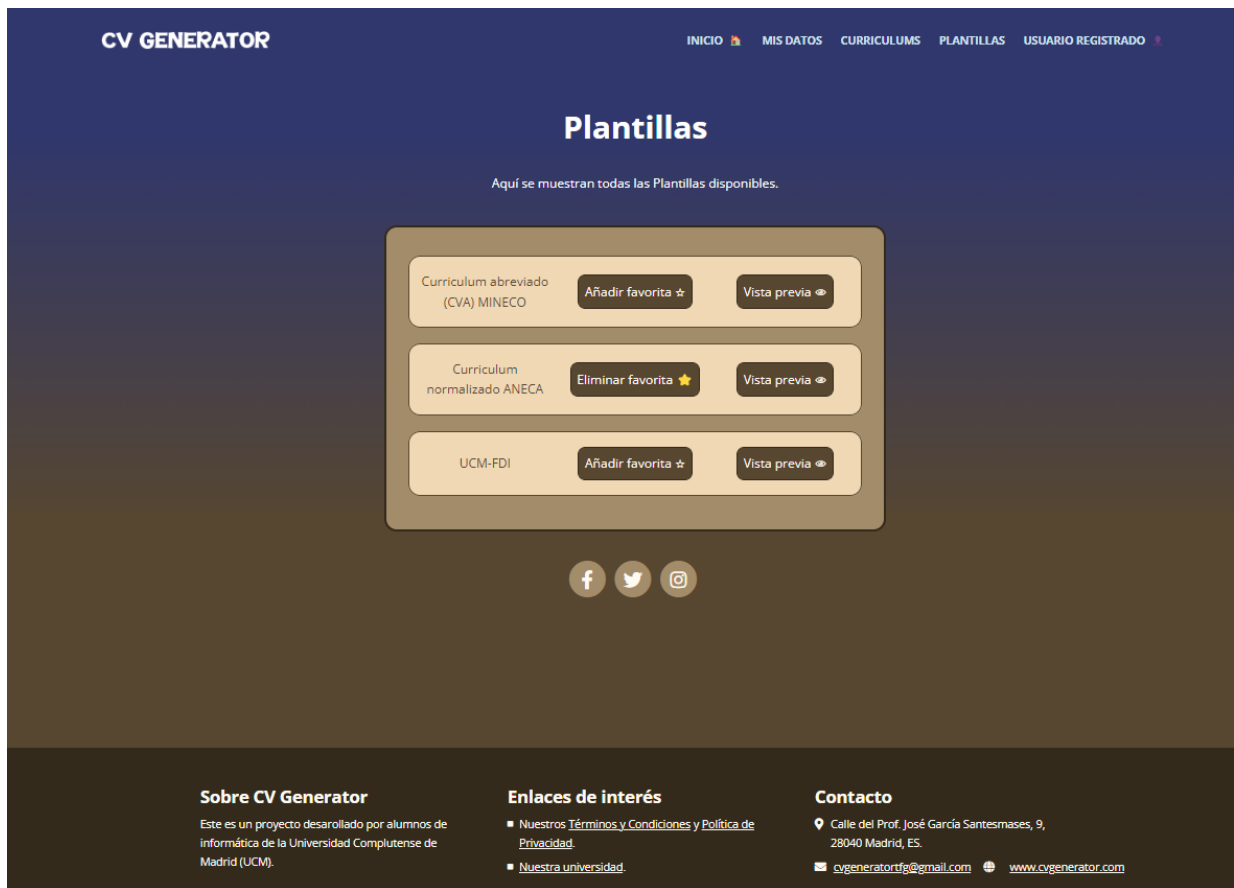 CV GENERATOR
INICIO MIS DATOS CURRICULUMS PLANTILLAS USUARIO REGISTRADO
Plantillas
Aquí se muestran todas las Plantillas disponibles.
Curriculum abreviado
(CVA) MINECO
Añadir favorita
Vista previa
Curriculum
normalizado ANECA
Eliminar favorita
Vista previa
UCM-FDI
Añadir favorita
Vista previa
Sobre CV Generator
Este es un proyecto desarollado por alumnos de
informática de la Universidad Complutense de
Madrid (UCM).
Enlaces de interés
Nuestros Términos y Condiciones y Política de
Privacidad.
Nuestra universidad.
Contacto
Calle del Prof. José García Santesmases, 9,
28040 Madrid, ES.
cvgeneratortfg@gmail.com www.cvgenerator.com